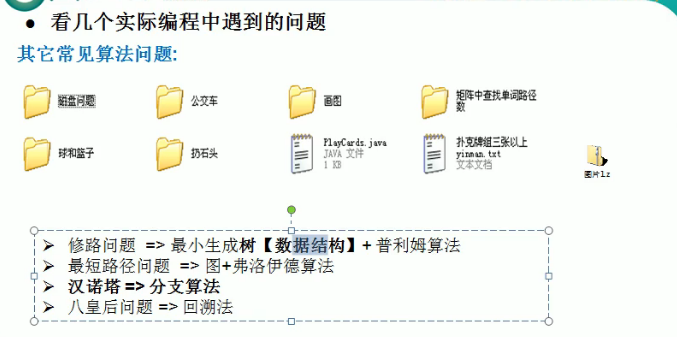 ● 看几个实际编程中遇到的问题
其它常见算法问题:
磁盘问题
公交车
画图
矩阵中查找单词路径
数
球和篮子
扔石头
PlayCards.java
JAVA 文件
1 KB
扑克牌组三张以上
yinnan.txt
文本文档
图片1.z
➢ 修路问题 => 最小生成树【数据结构】+ 普利姆算法
➢ 最短路径问题 => 图+弗洛伊德算法
➢ 汉诺塔 => 分支算法
➢ 八皇后问题 => 回溯法